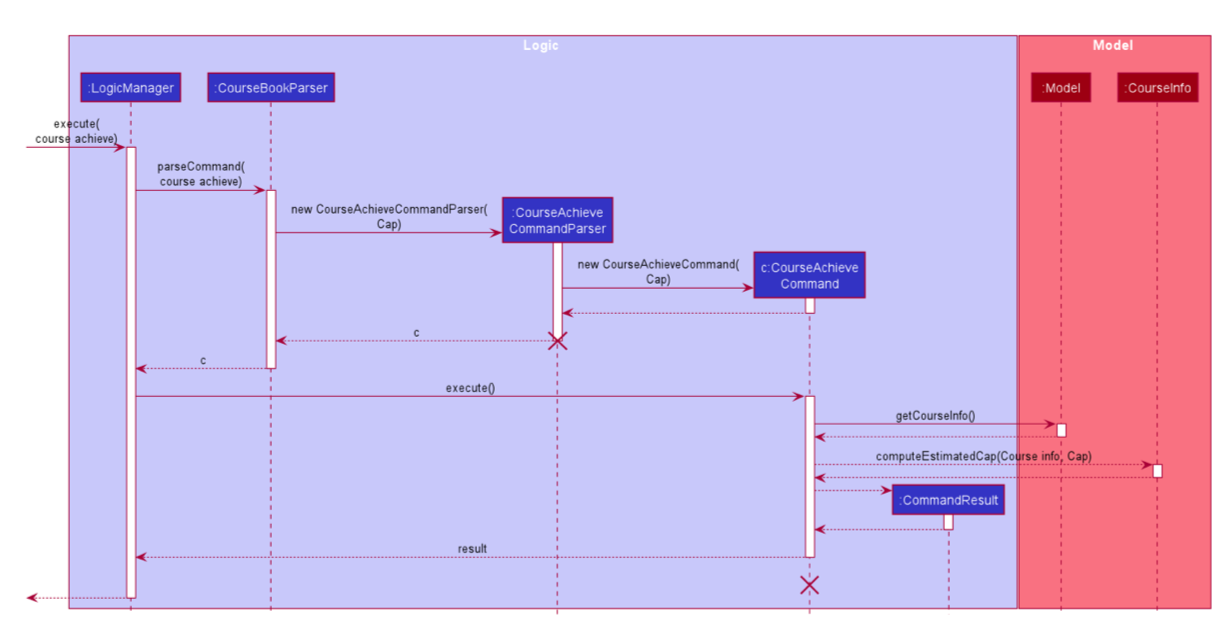 Logic
Model
:LogicManager
:CourseBookParser
:Model
:CourseInfo
execute(
course achieve)
parseCommand(
course achieve)
new CourseAchieveCommandParser(
Cap)
:CourseAchieve
CommandParser
new CourseAchieveCommand(
Cap)
c:CourseAchieve
Command
c
c
execute()
getCourseInfo()
computeEstimatedCap(Course info, Cap)
:CommandResult
result